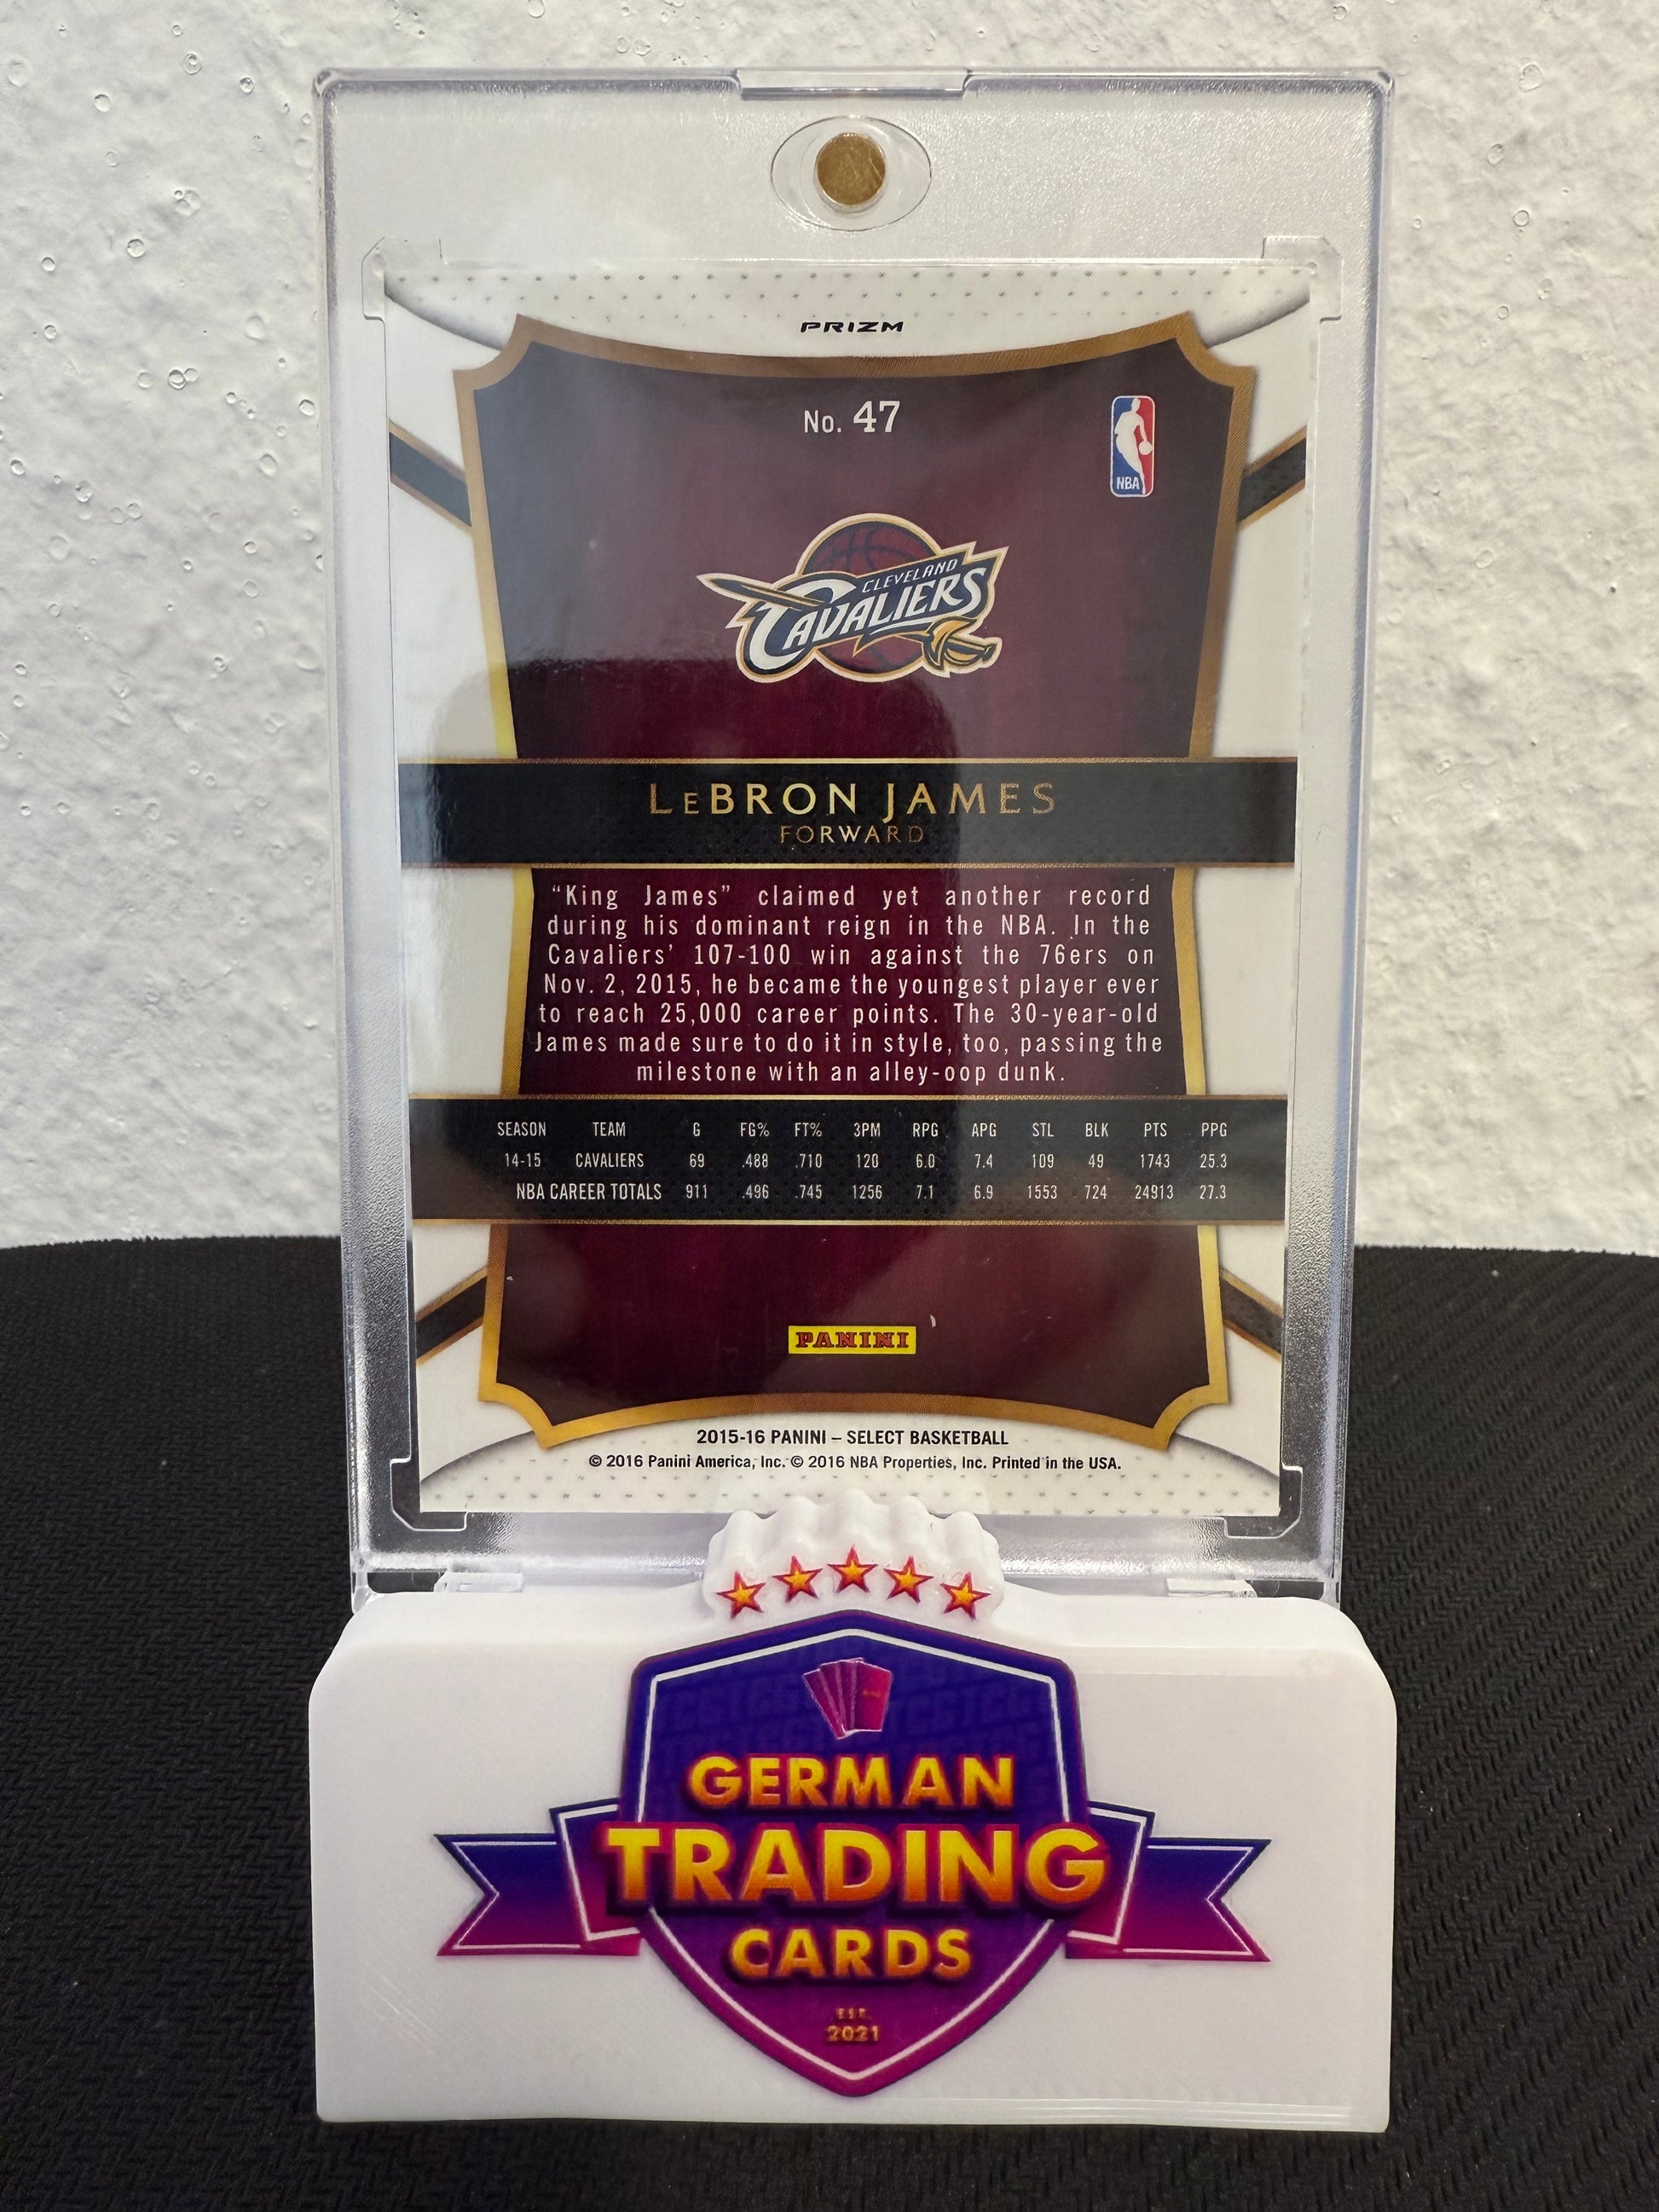 PRIZM
No. 47
NBA
CLEVELAND
CAVALIERS
LeBRON JAMES
FORWARD
“King James” claimed yet another record
during his dominant reign in the NBA. In the
Cavaliers’ 107-100 win against the 76ers on
Nov. 2, 2015, he became the youngest player ever
to reach 25,000 career points. The 30-year-old
James made sure to do it in style, too, passing the
milestone with an alley-oop dunk.
SEASON TEAM G FG% FT% 3PM RPG APG STL BLK PTS PPG
14-15 CAVALIERS 69 .488 .710 120 6.0 7.4 109 49 1743 25.3
NBA CAREER TOTALS 911 .496 .745 1256 7.1 6.9 1553 724 24913 27.3
PANINI
2015-16 PANINI – SELECT BASKETBALL
© 2016 Panini America, Inc. © 2016 NBA Properties, Inc. Printed in the USA.
GERMAN
TRADING
CARDS
EST.
2021